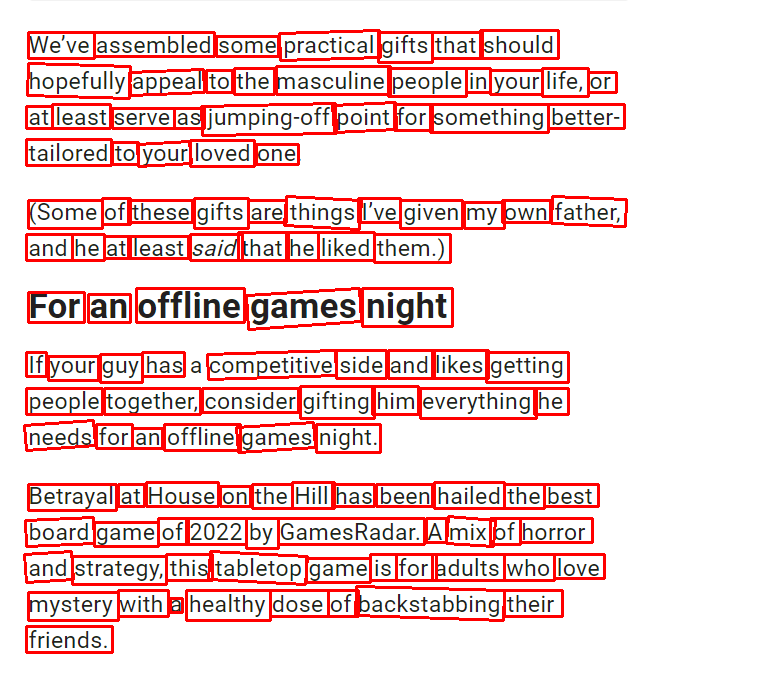 We've assembled some practical gifts that should
hopefully appeal to the masculine people in your life, or
at least serve as jumping-off point for something better-
tailored to your loved one.
(Some of these gifts are things I've given my own father,
and he at least said that he liked them.)
For an offline games night
If your guy has a competitive side and likes getting
people together, consider gifting him everything he
needs for an offline games night.
Betrayal at House on the Hill has been hailed the best
board game of 2022 by GamesRadar. A mix of horror
and strategy, this tabletop game is for adults who love
mystery with a healthy dose of backstabbing their
friends.